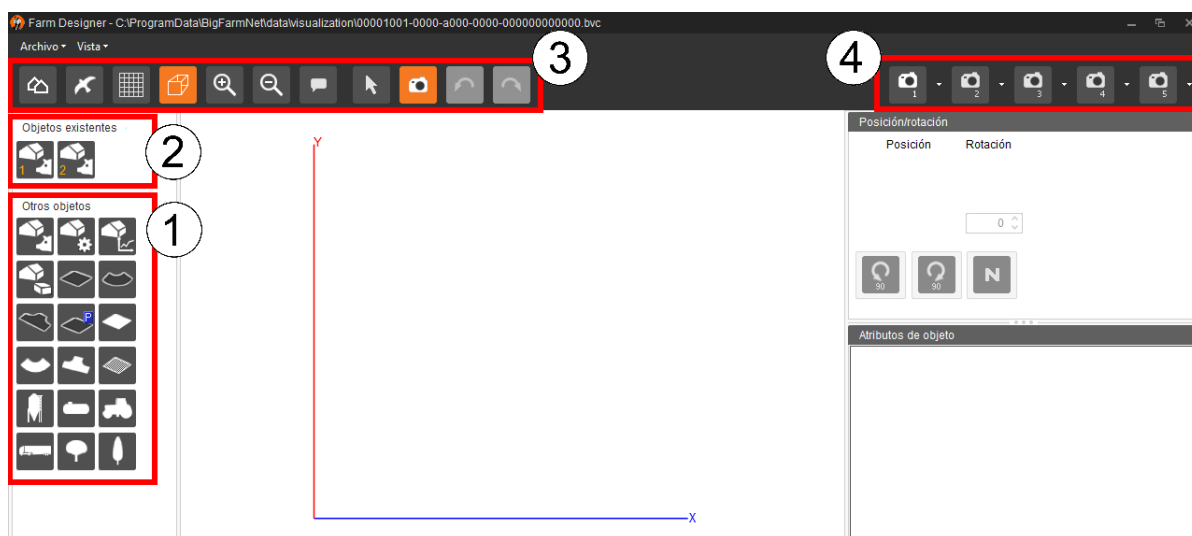 Farm Designer - C:\ProgramData\BigFarmNet\data\visualization\00001001-0000-a000-0000-000000000000.bvc
Archivo Vista
3
4
1 2 3 4 5
Objetos existentes
1 2
2
Otros objetos
1
P
Y
X
Posición/rotación
Posición Rotación
0
90 90 N
Atributos de objeto